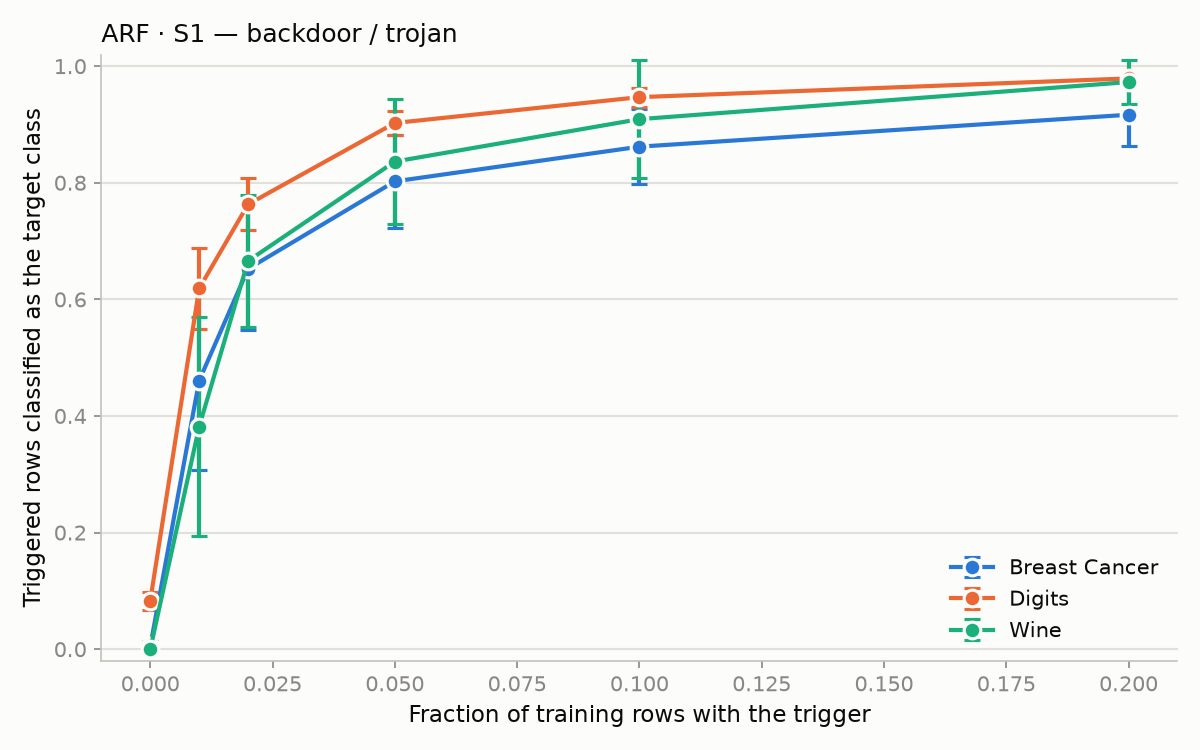 ARF · S1 — backdoor / trojan
Triggered rows classified as the target class
1.0
0.8
0.6
0.4
0.2
0.0
Breast Cancer
Digits
Wine
0.000 0.025 0.050 0.075 0.100 0.125 0.150 0.175 0.200
Fraction of training rows with the trigger